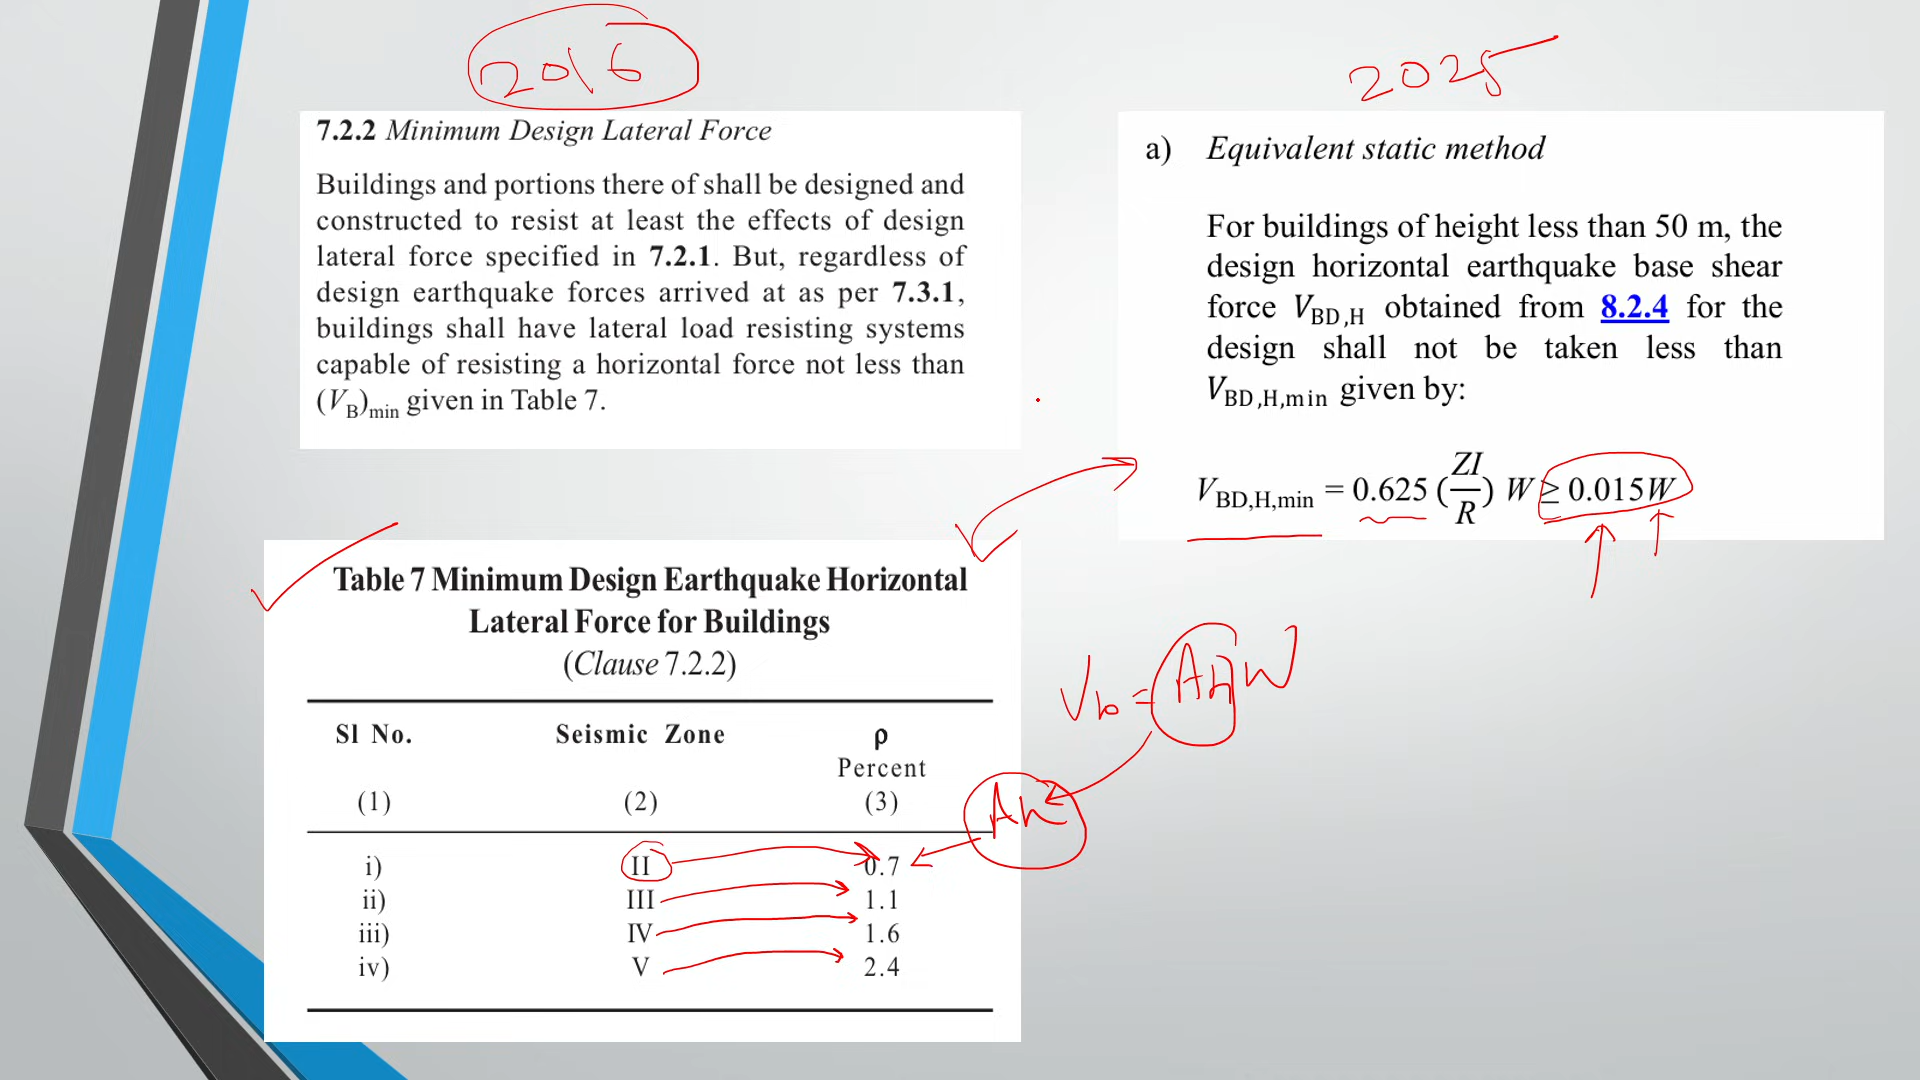 2016
7.2.2 Minimum Design Lateral Force
Buildings and portions there of shall be designed and
constructed to resist at least the effects of design
lateral force specified in 7.2.1. But, regardless of
design earthquake forces arrived at as per 7.3.1,
buildings shall have lateral load resisting systems
capable of resisting a horizontal force not less than
(VB)min given in Table 7.
Table 7 Minimum Design Earthquake Horizontal
Lateral Force for Buildings
(Clause 7.2.2)
Sl No. Seismic Zone ρ
Percent
(1) (2) (3)
Ah
i) II 0.7
ii) III 1.1
iii) IV 1.6
iv) V 2.4
2025
a) Equivalent static method
For buildings of height less than 50 m, the
design horizontal earthquake base shear
force VBD,H obtained from 8.2.4 for the
design shall not be taken less than
VBD,H,min given by:
VBD,H,min = 0.625 (ZI/R) W ≥ 0.015W
Vb = Ah W